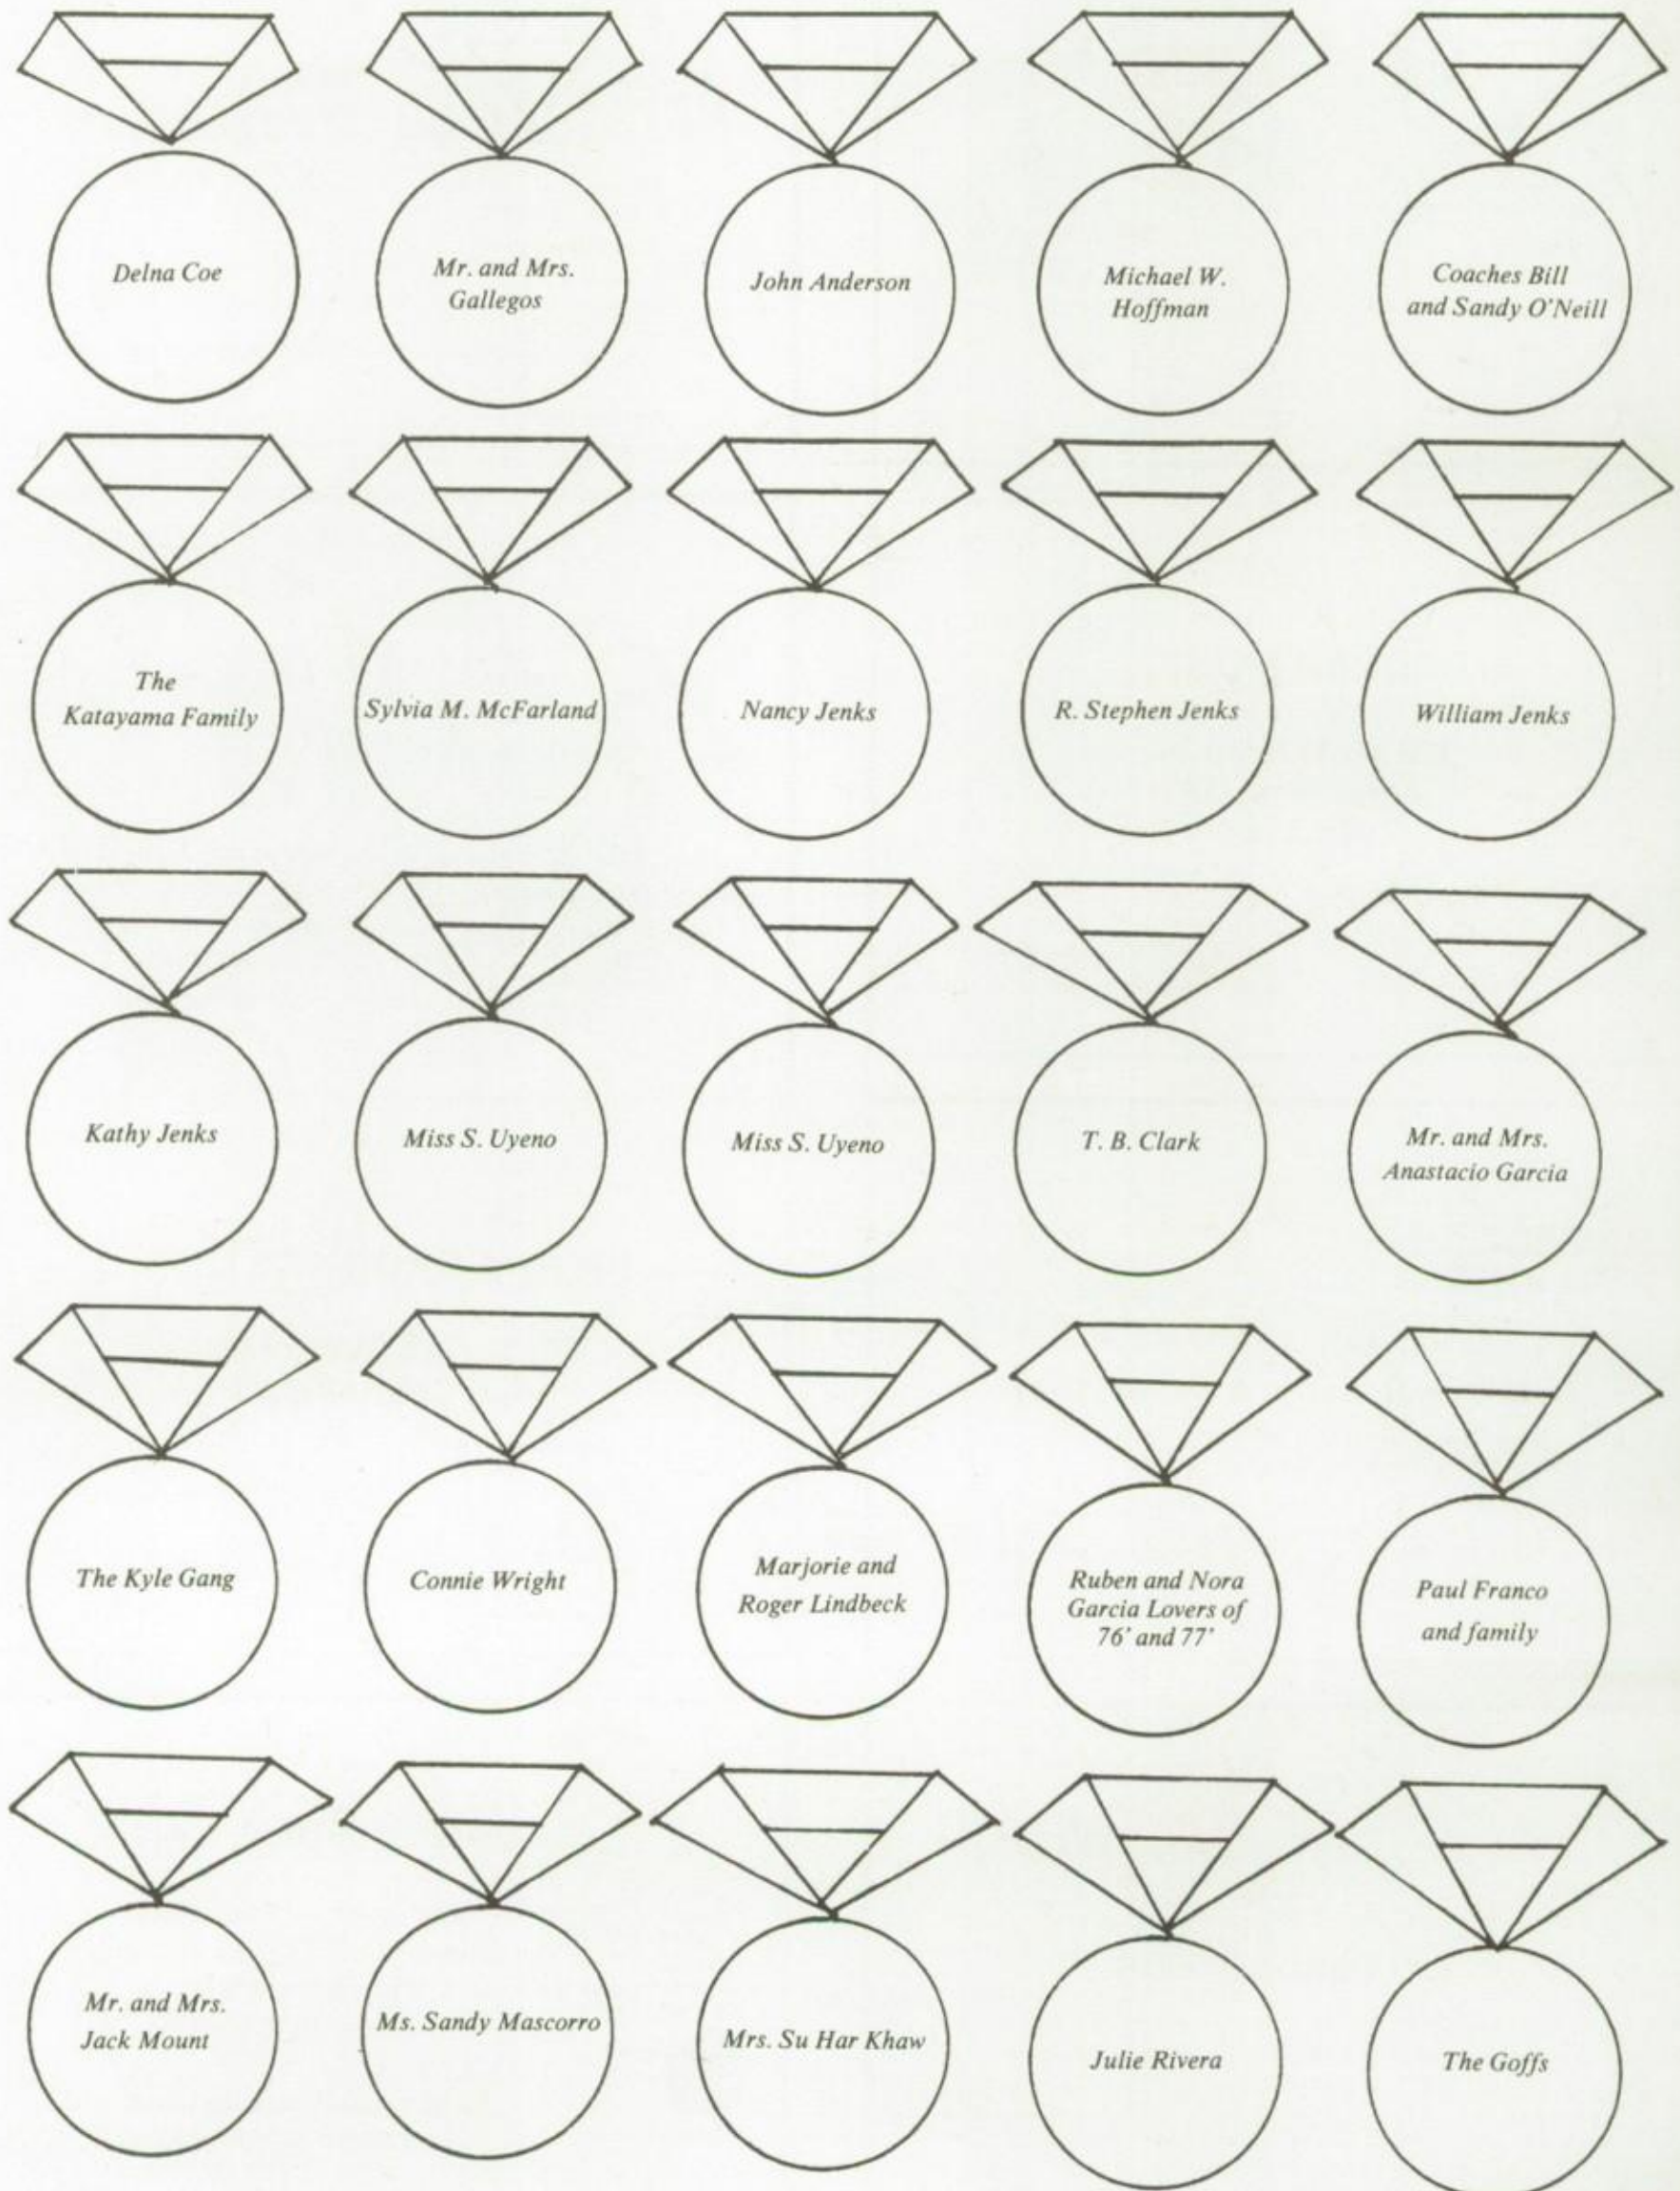 Delna Coe
Mr. and Mrs.
Gallegos
John Anderson
Michael W.
Hoffman
Coaches Bill
and Sandy O'Neill
The
Katayama Family
Sylvia M. McFarland
Nancy Jenks
R. Stephen Jenks
William Jenks
Kathy Jenks
Miss S. Uyeno
Miss S. Uyeno
T. B. Clark
Mr. and Mrs.
Anastacio Garcia
The Kyle Gang
Connie Wright
Marjorie and
Roger Lindbeck
Ruben and Nora
Garcia Lovers of
76' and 77'
Paul Franco
and family
Mr. and Mrs.
Jack Mount
Ms. Sandy Mascorro
Mrs. Su Har Khaw
Julie Rivera
The Goffs